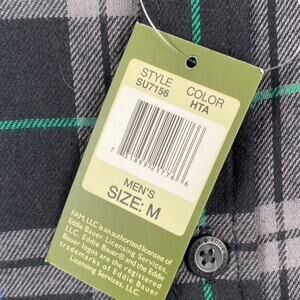 STYLE COLOR
SU7156 HTA
MEN'S
SIZE: M
FAM LLC. is an authorized licensee of
Eddie Bauer Licensing Services,
LLC. Eddie Bauer® and the Eddie
Bauer logos are the registered
trademarks of Eddie Bauer
Licensing Services, LLC.